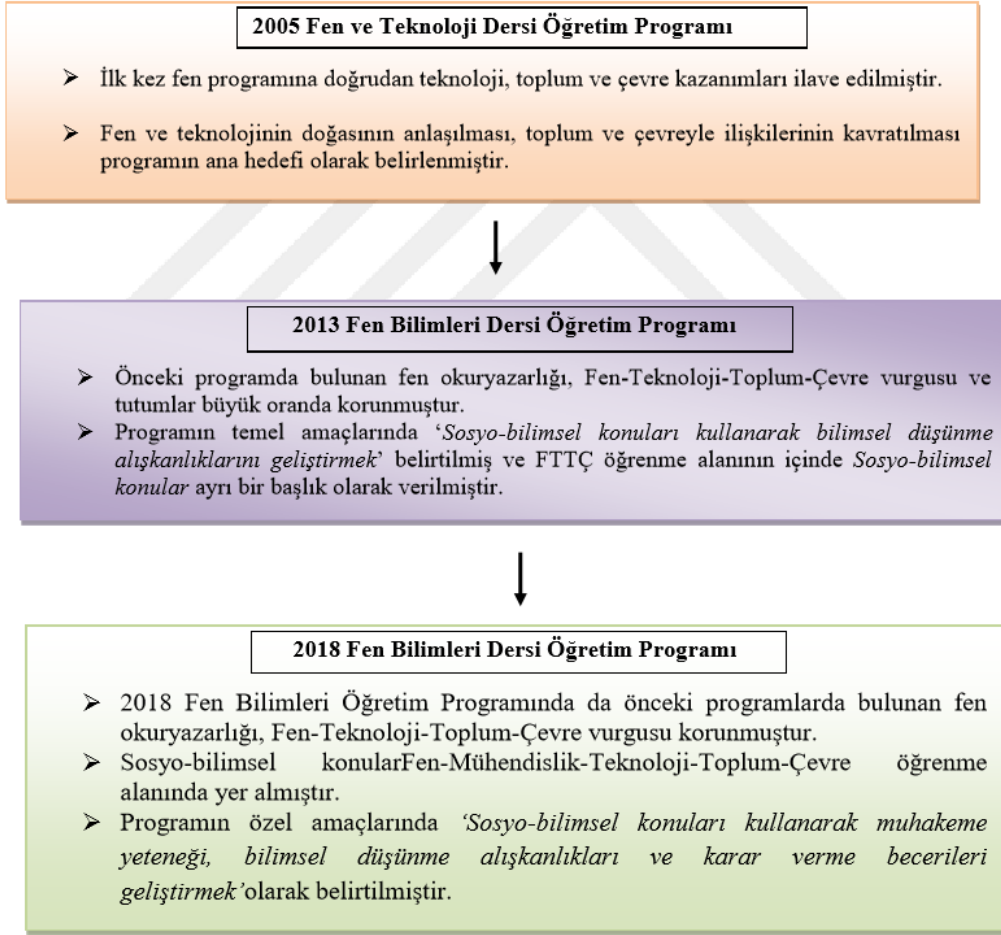 2005 Fen ve Teknoloji Dersi Öğretim Programı
➢ İlk kez fen programına doğrudan teknoloji, toplum ve çevre kazanımları ilave edilmiştir.
➢ Fen ve teknolojinin doğasının anlaşılması, toplum ve çevreyle ilişkilerinin kavratılması
programın ana hedefi olarak belirlenmiştir.
2013 Fen Bilimleri Dersi Öğretim Programı
➢ Önceki programda bulunan fen okuryazarlığı, Fen-Teknoloji-Toplum-Çevre vurgusu ve
tutumlar büyük oranda korunmuştur.
➢ Programın temel amaçlarında ‘Sosyo-bilimsel konuları kullanarak bilimsel düşünme
alışkanlıklarını geliştirmek’ belirtilmiş ve FTTÇ öğrenme alanının içinde Sosyo-bilimsel
konular ayrı bir başlık olarak verilmiştir.
2018 Fen Bilimleri Dersi Öğretim Programı
➢ 2018 Fen Bilimleri Öğretim Programında da önceki programlarda bulunan fen
okuryazarlığı, Fen-Teknoloji-Toplum-Çevre vurgusu korunmuştur.
➢ Sosyo-bilimsel konularFen-Mühendislik-Teknoloji-Toplum-Çevre öğrenme
alanında yer almıştır.
➢ Programın özel amaçlarında ‘Sosyo-bilimsel konuları kullanarak muhakeme
yeteneği, bilimsel düşünme alışkanlıkları ve karar verme becerileri
geliştirmek’olarak belirtilmiştir.